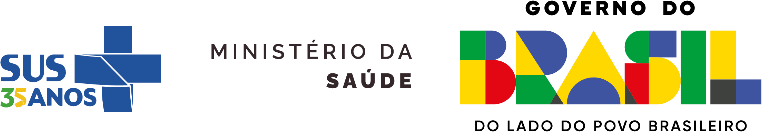 SUS
35 ANOS
MINISTÉRIO DA
SAÚDE
GOVERNO DO
BRASIL
DO LADO DO POVO BRASILEIRO